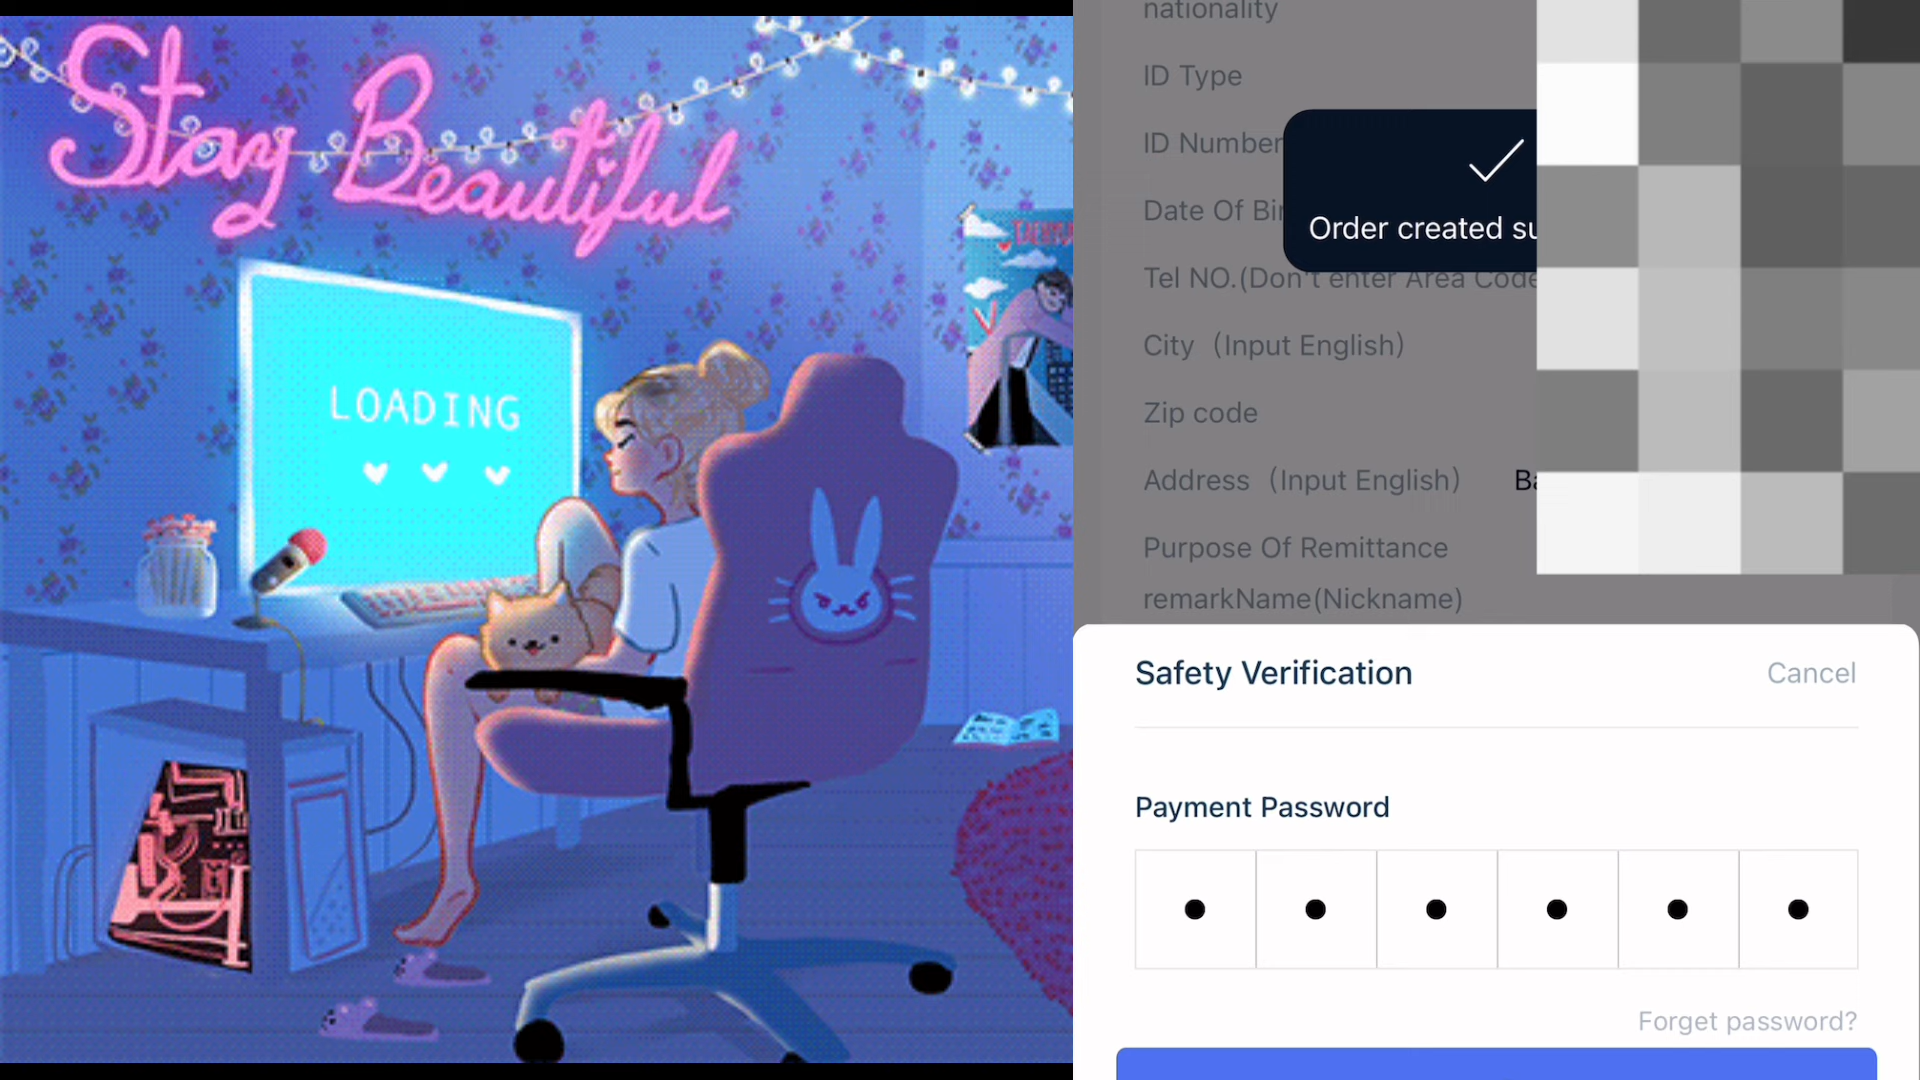 Stay Beautiful
LOADING
nationality
ID Type
ID Number
Date Of Bir
Order created su
Tel NO.(Don't enter Area Code
City（Input English）
Zip code
Address（Input English） Ba
Purpose Of Remittance
remarkName(Nickname)
Safety Verification Cancel
Payment Password
Forget password?